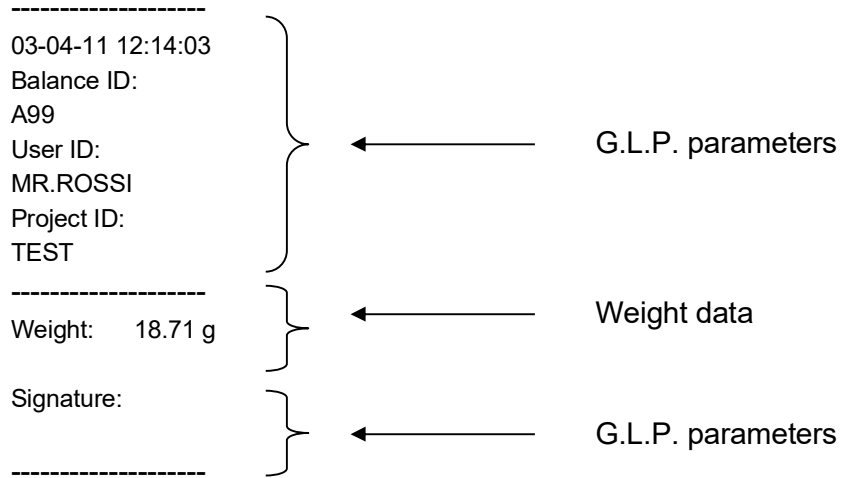 --------------------
03-04-11 12:14:03
Balance ID:
A99
User ID:
MR.ROSSI
Project ID:
TEST
G.L.P. parameters
--------------------
Weight: 18.71 g
Weight data
Signature:
G.L.P. parameters
--------------------